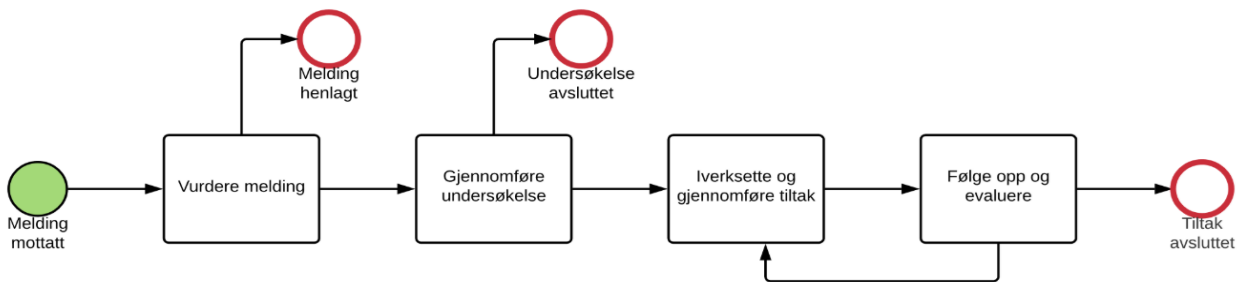 Melding
henlagt
Undersøkelse
avsluttet
Melding
mottatt
Vurdere melding
Gjennomføre
undersøkelse
Iverksette og
gjennomføre tiltak
Følge opp og
evaluere
Tiltak
avsluttet